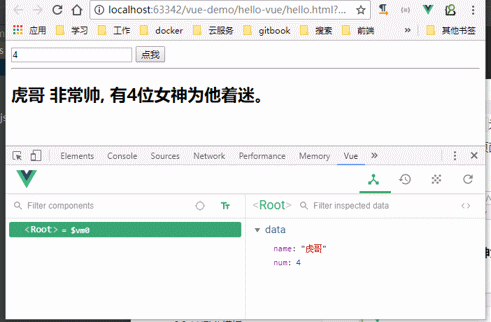 localhost:63342/vue-demo/hello-vue/hello.html?...
应用 学习 工作 docker 云服务 gitbook 搜索 前端 » 其他书签
4 点我
虎哥 非常帅, 有4位女神为他着迷。
Elements Console Sources Network Performance Memory Vue »
Filter components Tr <Root> Filter inspected data
<Root> = $vm0
data
name: "虎哥"
num: 4